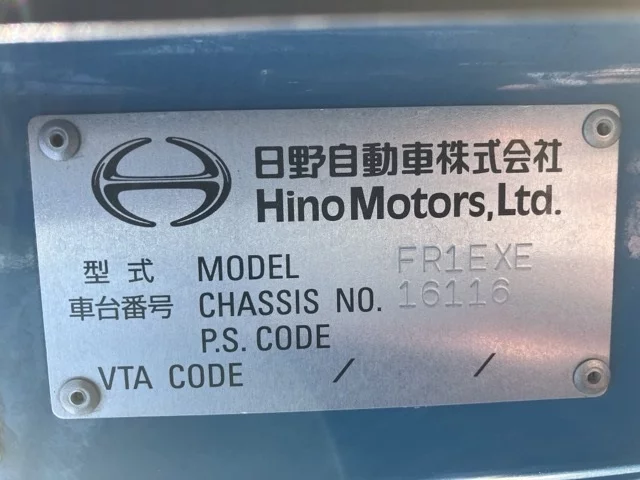 日野自動車株式会社
Hino Motors, Ltd.
型式 MODEL FR1EXE
車台番号 CHASSIS NO. 16116
P.S. CODE
VTA CODE / /